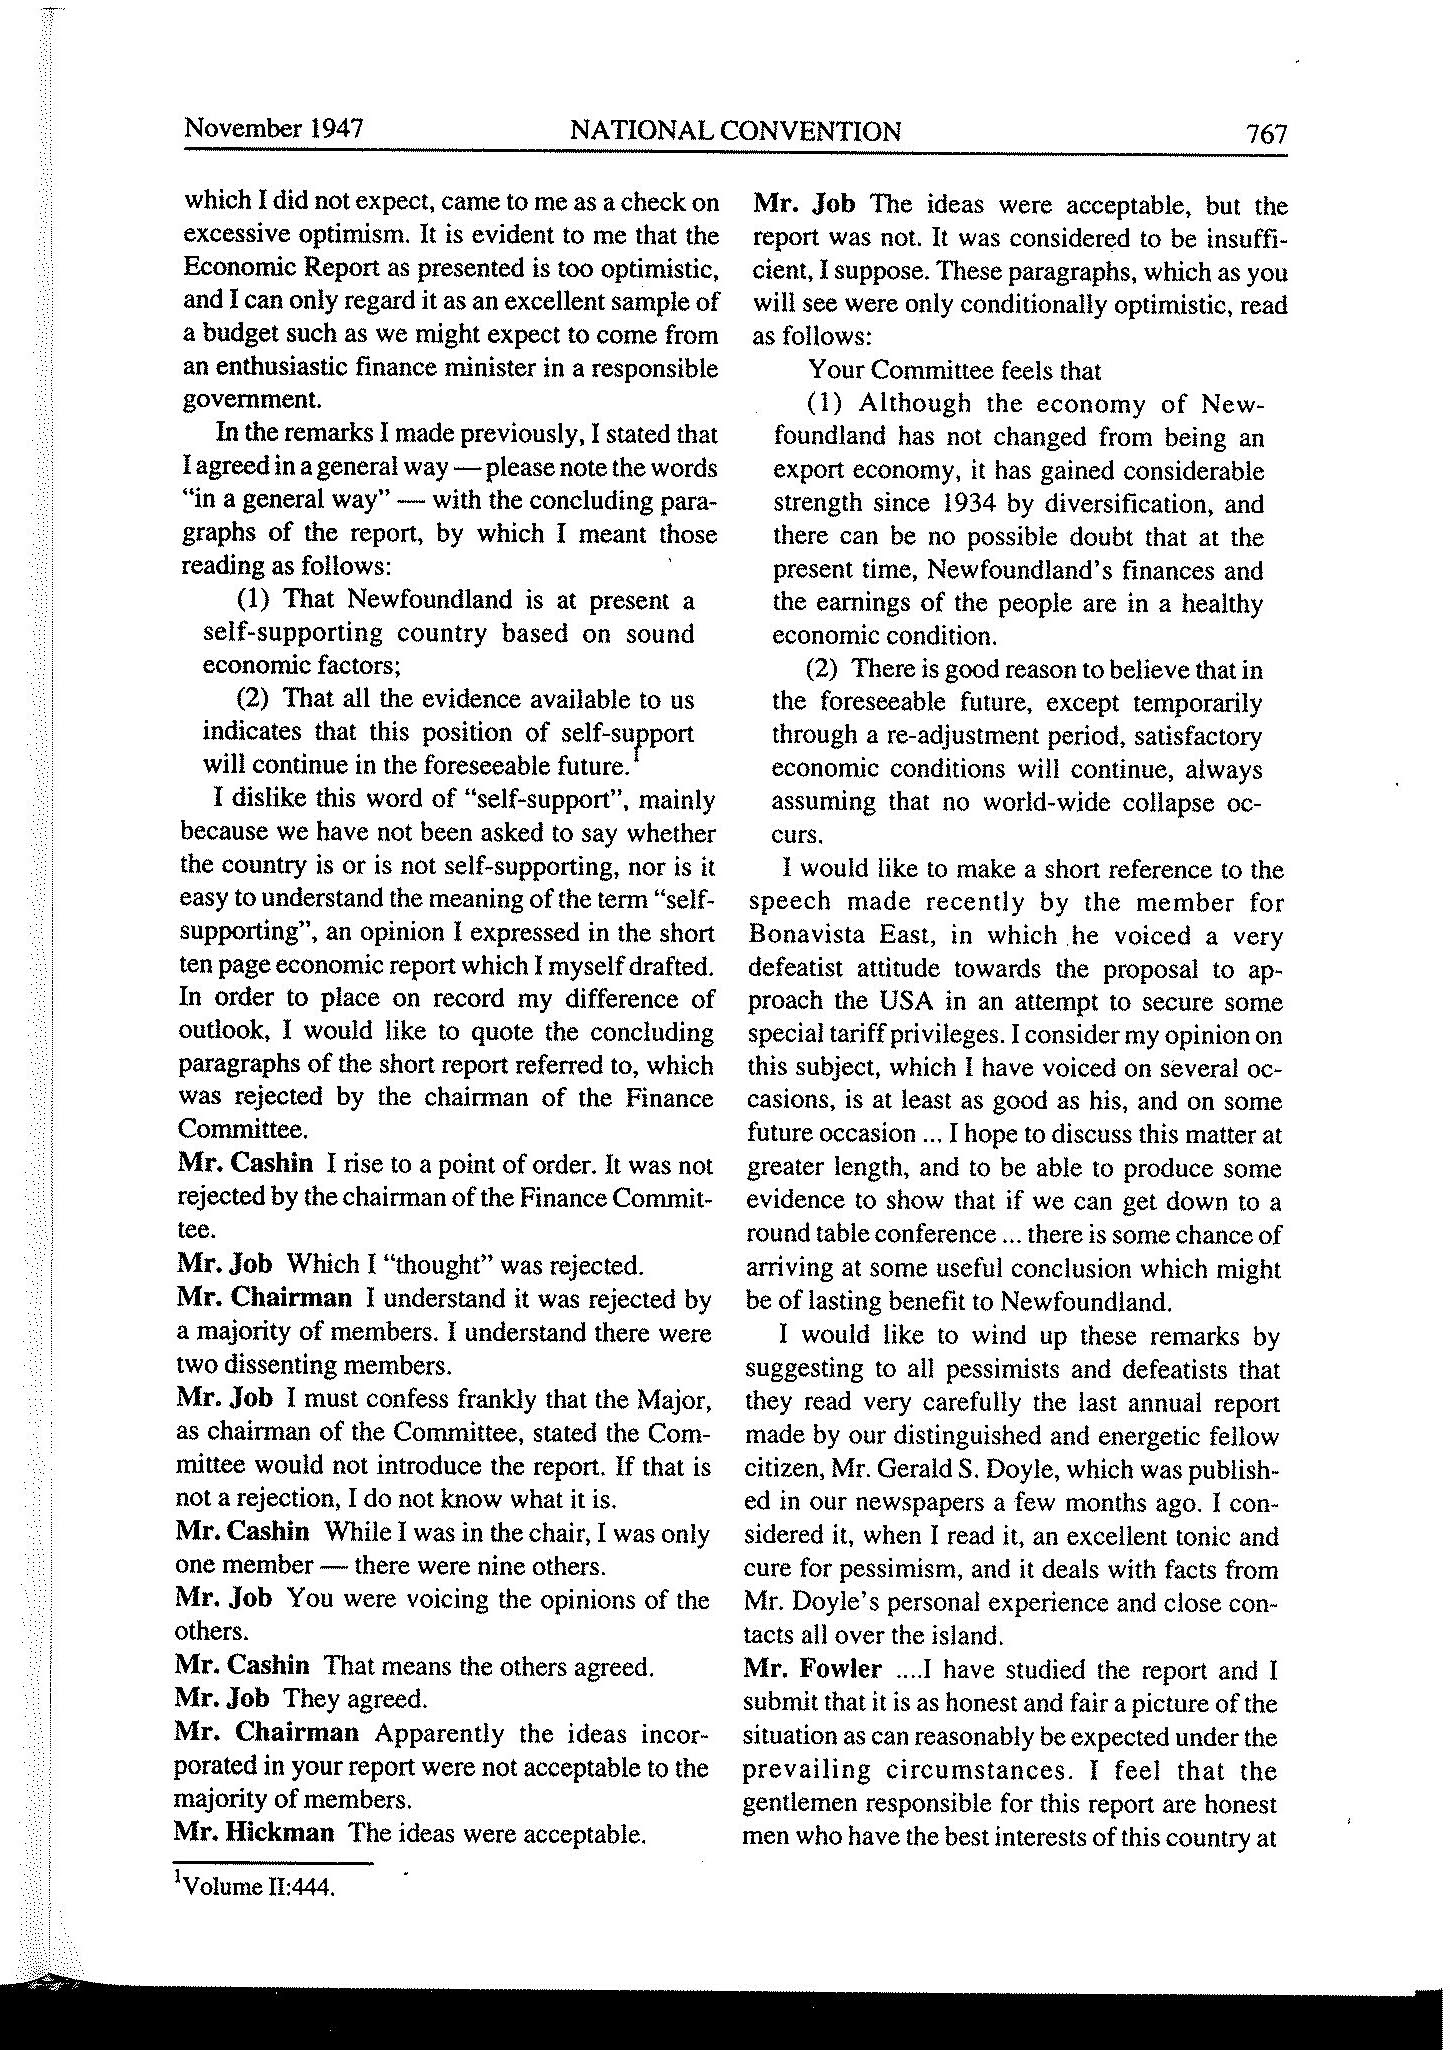 November 1947 NATIONAL CONVENTION 767
which I did not expect, came to me as a check on
excessive optimism. It is evident to me that the
Economic Report as presented is too optimistic,
and I can only regard it as an excellent sample of
a budget such as we might expect to come from
an enthusiastic finance minister in a responsible
government.
In the remarks I made previously, I stated that
I agreed in a general way — please note the words
“in a general way” — with the concluding para-
graphs of the report, by which I meant those
reading as follows:
(1) That Newfoundland is at present a
self-supporting country based on sound
economic factors;
(2) That all the evidence available to us
indicates that this position of self-support
will continue in the foreseeable future.1
I dislike this word of “self-support”, mainly
because we have not been asked to say whether
the country is or is not self-supporting, nor is it
easy to understand the meaning of the term “self-
supporting”, an opinion I expressed in the short
ten page economic report which I myself drafted.
In order to place on record my difference of
outlook, I would like to quote the concluding
paragraphs of the short report referred to, which
was rejected by the chairman of the Finance
Committee.
Mr. Cashin I rise to a point of order. It was not
rejected by the chairman of the Finance Commit-
tee.
Mr. Job Which I “thought” was rejected.
Mr. Chairman I understand it was rejected by
a majority of members. I understand there were
two dissenting members.
Mr. Job I must confess frankly that the Major,
as chairman of the Committee, stated the Com-
mittee would not introduce the report. If that is
not a rejection, I do not know what it is.
Mr. Cashin While I was in the chair, I was only
one member — there were nine others.
Mr. Job You were voicing the opinions of the
others.
Mr. Cashin That means the others agreed.
Mr. Job They agreed.
Mr. Chairman Apparently the ideas incor-
porated in your report were not acceptable to the
majority of members.
Mr. Hickman The ideas were acceptable.
1Volume II:444.
Mr. Job The ideas were acceptable, but the
report was not. It was considered to be insuffi-
cient, I suppose. These paragraphs, which as you
will see were only conditionally optimistic, read
as follows:
Your Committee feels that
(1) Although the economy of New-
foundland has not changed from being an
export economy, it has gained considerable
strength since 1934 by diversification, and
there can be no possible doubt that at the
present time, Newfoundland's finances and
the earnings of the people are in a healthy
economic condition.
(2) There is good reason to believe that in
the foreseeable future, except temporarily
through a re-adjustment period, satisfactory
economic conditions will continue, always
assuming that no world-wide collapse oc-
curs.
I would like to make a short reference to the
speech made recently by the member for
Bonavista East, in which he voiced a very
defeatist attitude towards the proposal to ap-
proach the USA in an attempt to secure some
special tariff privileges. I consider my opinion on
this subject, which I have voiced on several oc-
casions, is at least as good as his, and on some
future occasion ... I hope to discuss this matter at
greater length, and to be able to produce some
evidence to show that if we can get down to a
round table conference ... there is some chance of
arriving at some useful conclusion which might
be of lasting benefit to Newfoundland.
I would like to wind up these remarks by
suggesting to all pessimists and defeatists that
they read very carefully the last annual report
made by our distinguished and energetic fellow
citizen, Mr. Gerald S. Doyle, which was publish-
ed in our newspapers a few months ago. I con-
sidered it, when I read it, an excellent tonic and
cure for pessimism, and it deals with facts from
Mr. Doyle's personal experience and close con-
tacts all over the island.
Mr. Fowler ....I have studied the report and I
submit that it is as honest and fair a picture of the
situation as can reasonably be expected under the
prevailing circumstances. I feel that the
gentlemen responsible for this report are honest
men who have the best interests of this country at